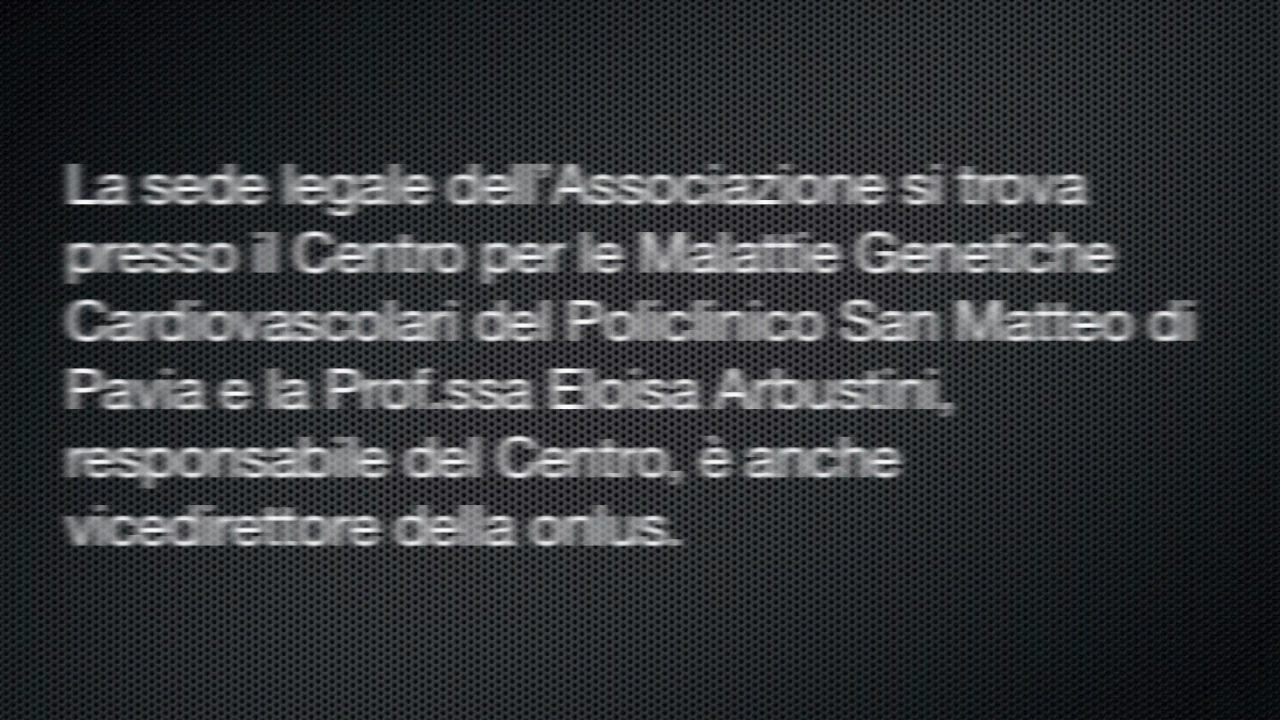 La sede legale dell'Associazione si trova
presso il Centro per le Malattie Genetiche
Cardiovascolari del Policlinico San Matteo di
Pavia e la Prof.ssa Eloisa Arbustini,
responsabile del Centro, è anche
vicedirettore della onlus.